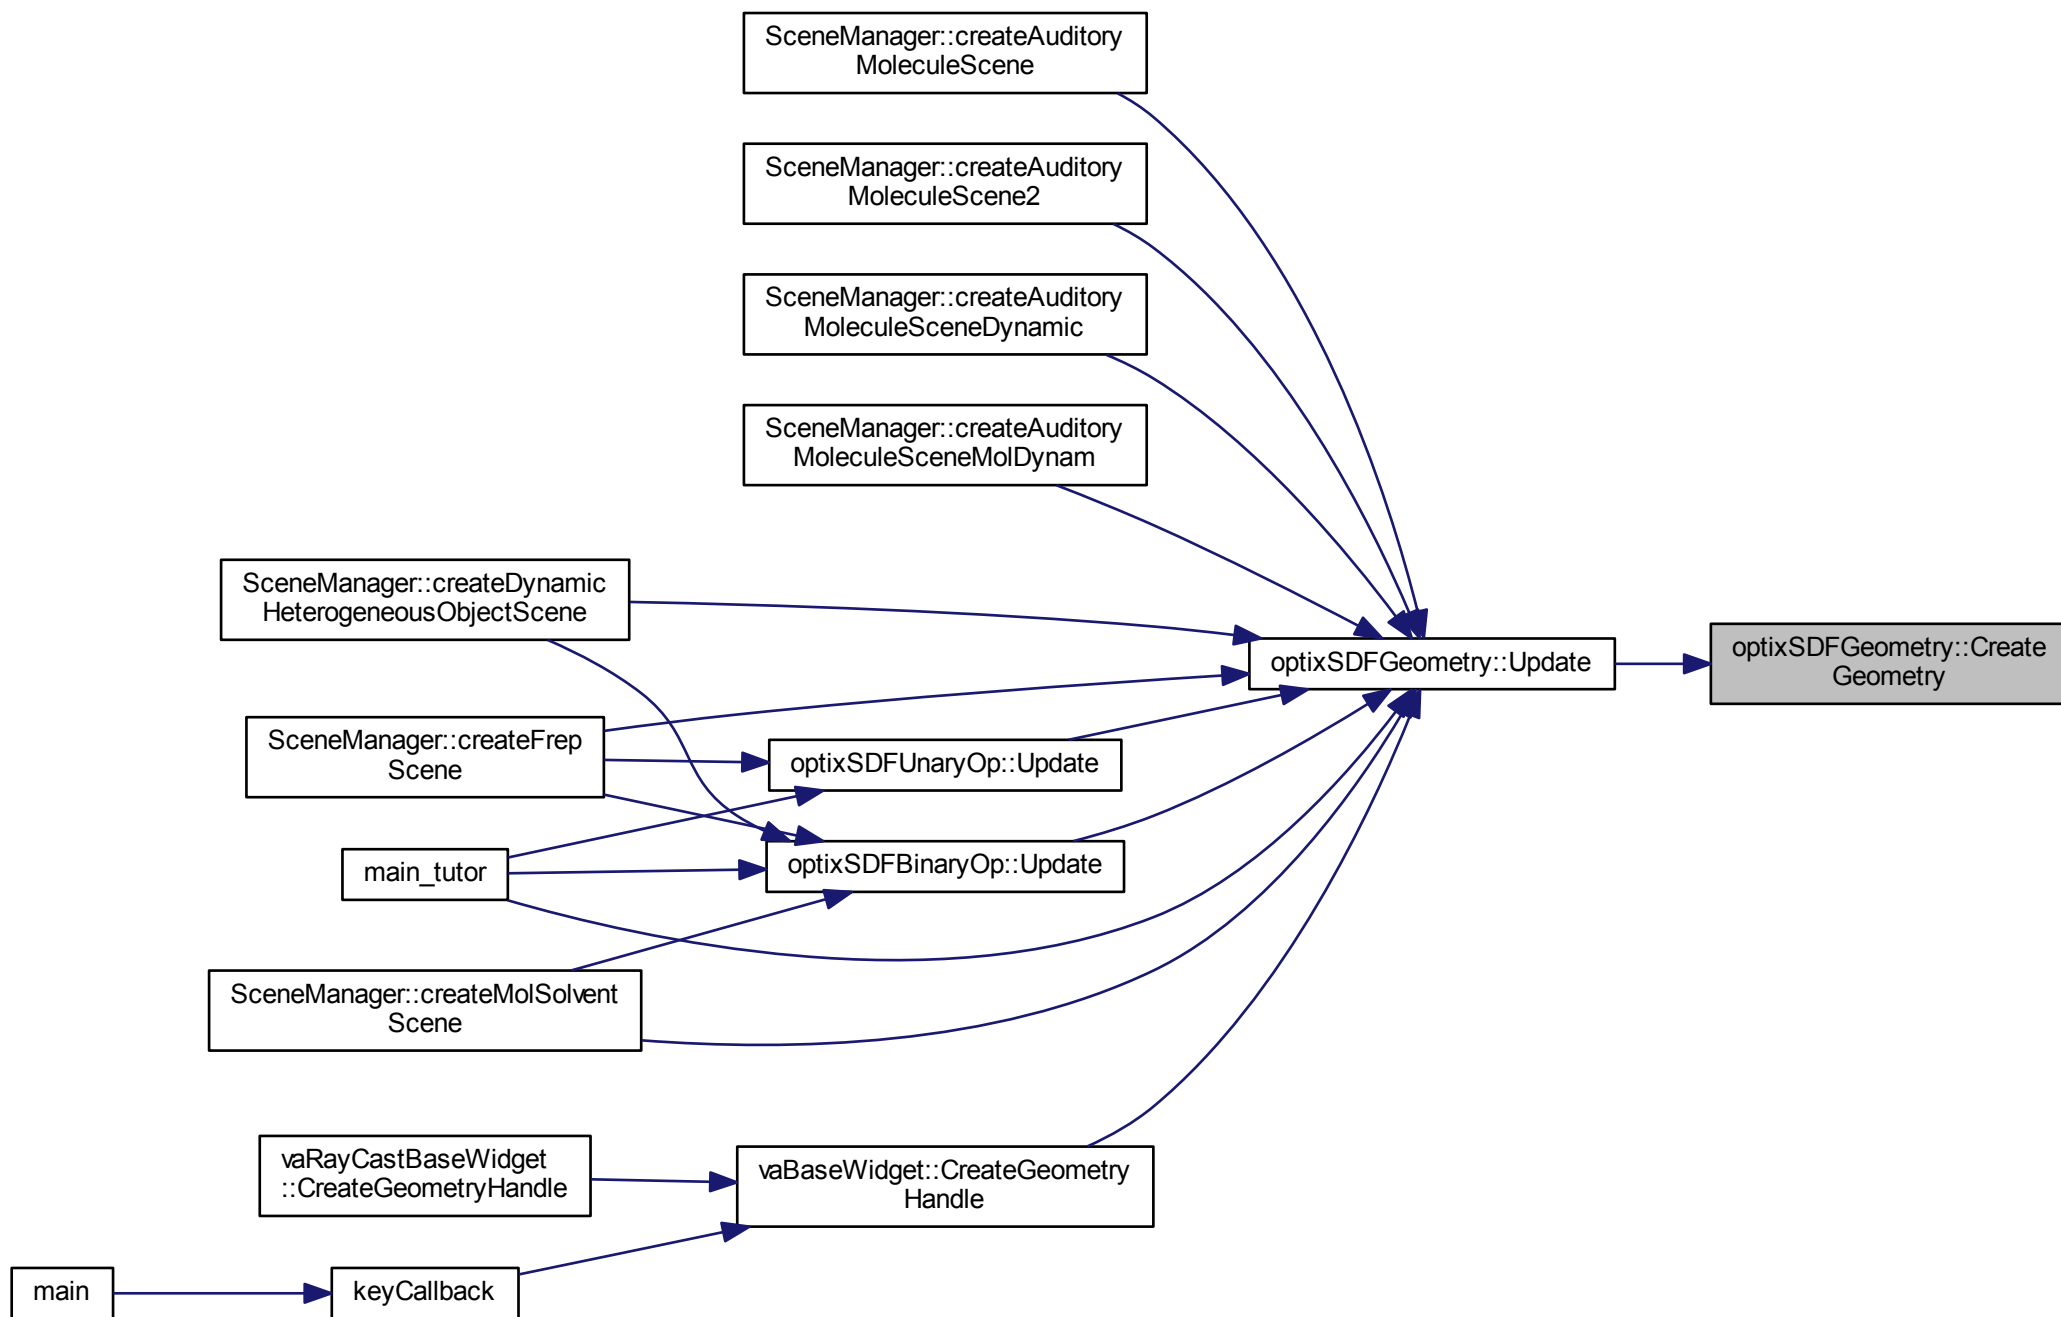 SceneManager::createAuditory
MoleculeScene
SceneManager::createAuditory
MoleculeScene2
SceneManager::createAuditory
MoleculeSceneDynamic
SceneManager::createAuditory
MoleculeSceneMolDynam
SceneManager::createDynamic
HeterogeneousObjectScene
optixSDFGeometry::Update
optixSDFGeometry::Create
Geometry
SceneManager::createFrep
Scene
optixSDFUnaryOp::Update
main_tutor
optixSDFBinaryOp::Update
SceneManager::createMolSolvent
Scene
vaRayCastBaseWidget
::CreateGeometryHandle
vaBaseWidget::CreateGeometry
Handle
main
keyCallback